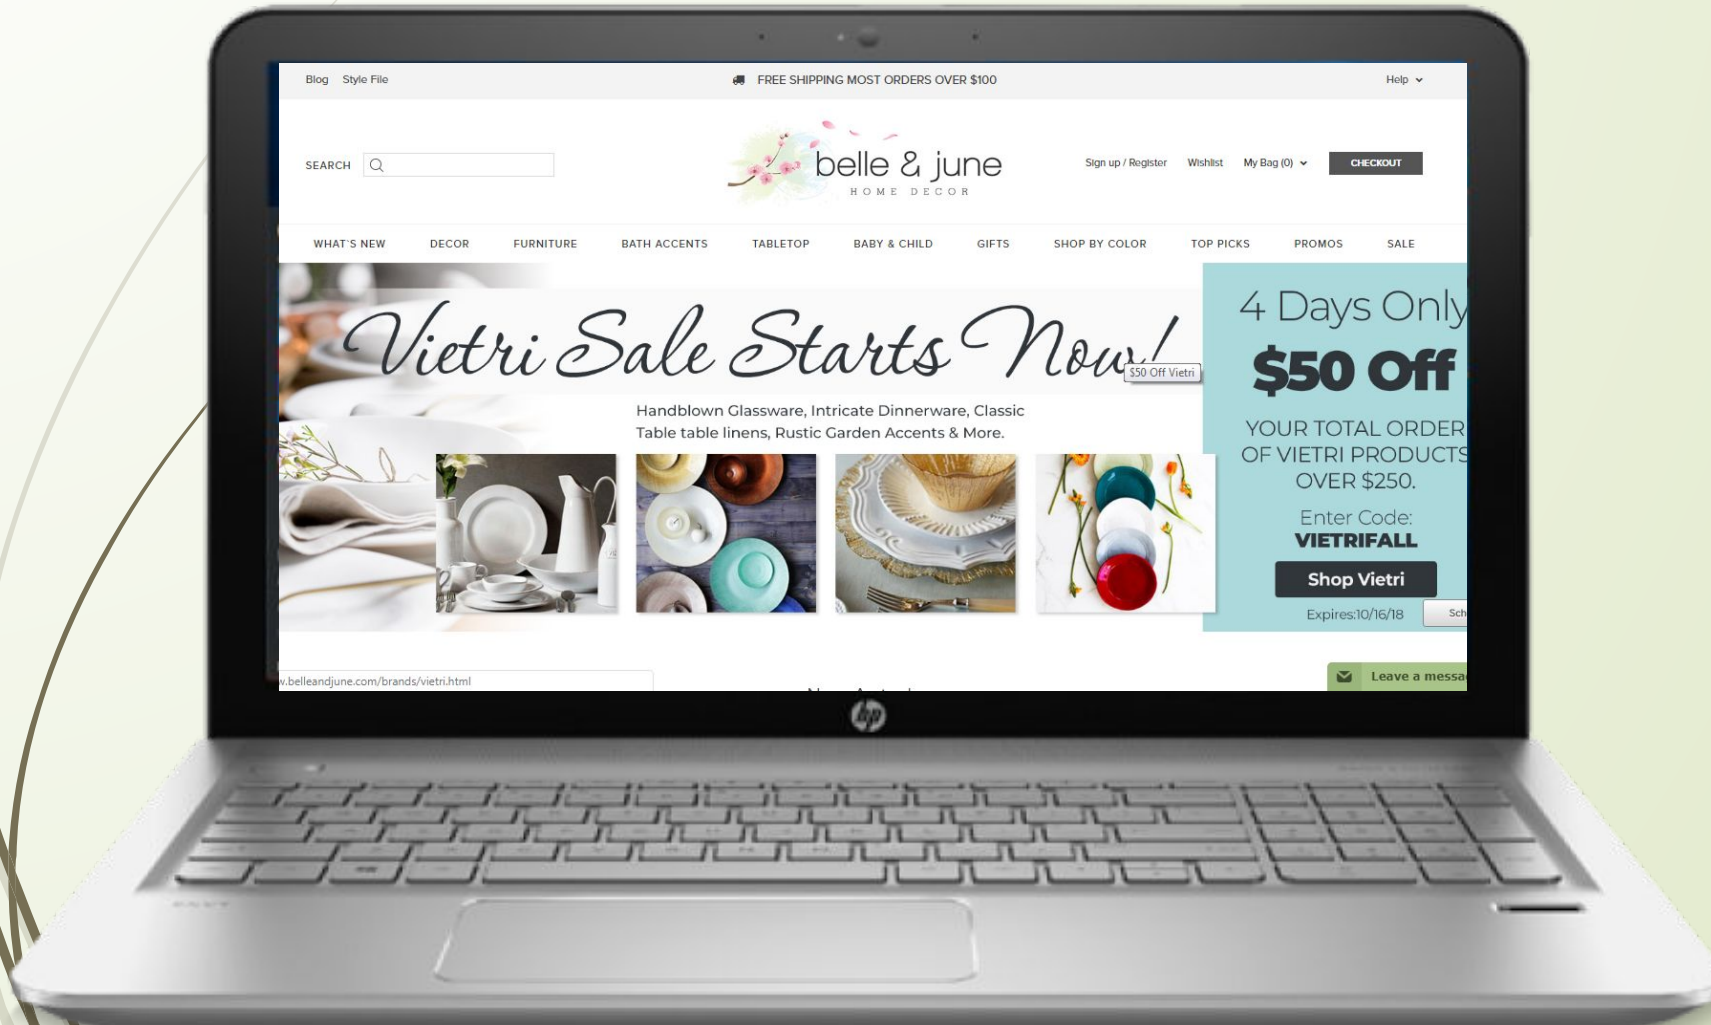 Blog Style File
FREE SHIPPING MOST ORDERS OVER $100
Help
SEARCH
belle & june
HOME DECOR
Sign up / Register Wishlist My Bag (0) CHECKOUT
WHAT'S NEW DECOR FURNITURE BATH ACCENTS TABLETOP BABY & CHILD GIFTS SHOP BY COLOR TOP PICKS PROMOS SALE
Vietri Sale Starts Now!
$50 Off Vietri
Handblown Glassware, Intricate Dinnerware, Classic
Table table linens, Rustic Garden Accents & More.
4 Days Only
$50 Off
YOUR TOTAL ORDER
OF VIETRI PRODUCTS
OVER $250.
Enter Code:
VIETRIFALL
Shop Vietri
Expires:10/16/18
Sch
w.belleandjune.com/brands/vietri.html
Leave a messa
hp